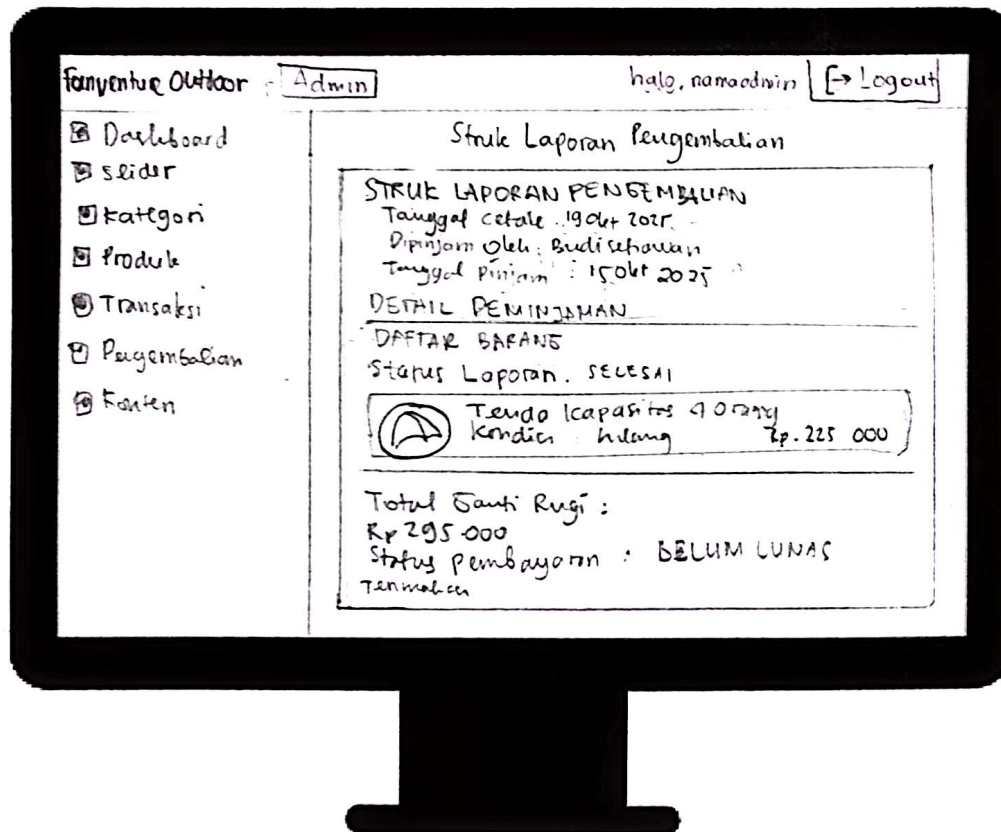 Fanventure Outdoor - Admin
halo, namaadmin
Logout
Dashboard
Slider
Kategori
Produk
Transaksi
Pengembalian
Konten
Struk Laporan Pengembalian
STRUK LAPORAN PENGEMBALIAN
Tanggal cetak : 19 Okt 2025
Dipinjam Oleh : Budi setiawan
Tanggal Pinjam : 15 Okt 2025
DETAIL PEMINJAMAN
DAFTAR BARANG
Status Laporan. SELESAI
Tenda kapasitas 4 orang
Kondisi hilang Rp. 225 000
Total Ganti Rugi :
Rp 295.000
Status pembayaran : BELUM LUNAS